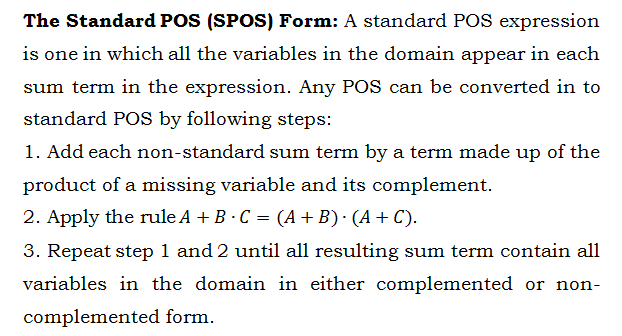 The Standard POS (SPOS) Form: A standard POS expression
is one in which all the variables in the domain appear in each
sum term in the expression. Any POS can be converted in to
standard POS by following steps:
1. Add each non-standard sum term by a term made up of the
product of a missing variable and its complement.
2. Apply the rule A + B · C = (A + B) · (A + C).
3. Repeat step 1 and 2 until all resulting sum term contain all
variables in the domain in either complemented or non-
complemented form.